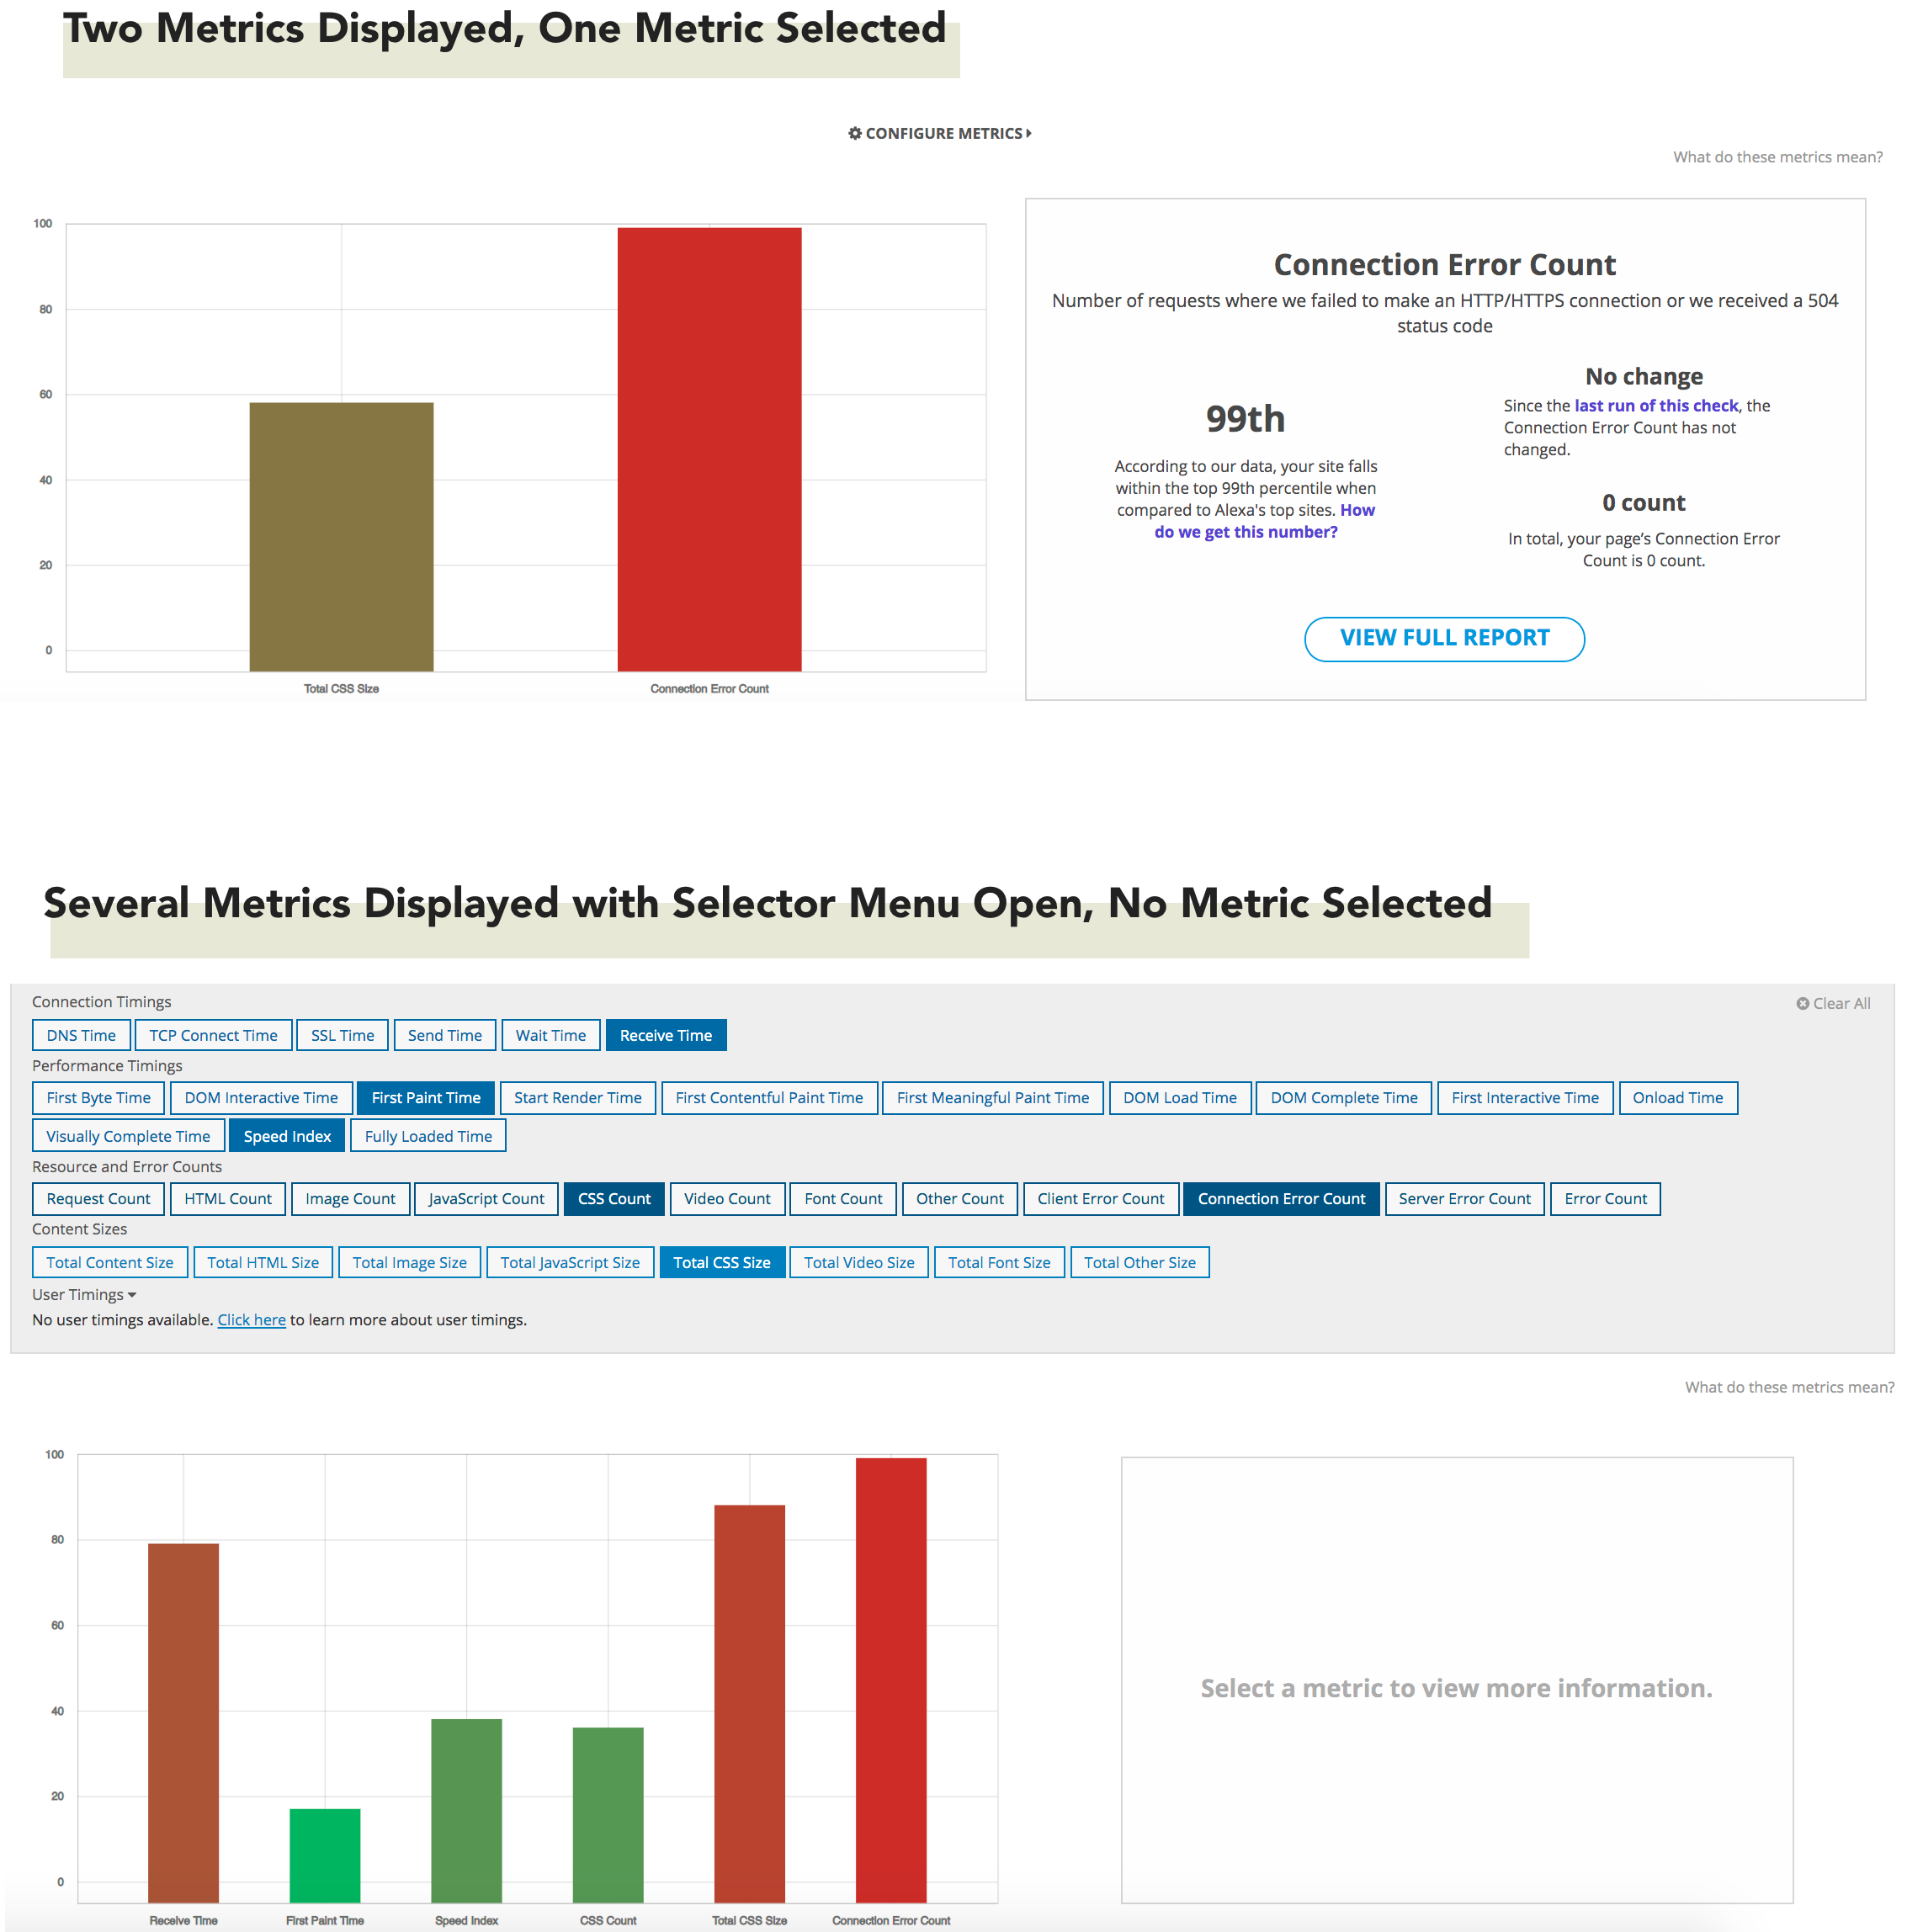 Two Metrics Displayed, One Metric Selected
CONFIGURE METRICS
What do these metrics mean?
100
80
60
40
20
0
Total CSS Size
Connection Error Count
Connection Error Count
Number of requests where we failed to make an HTTP/HTTPS connection or we received a 504
status code
99th
According to our data, your site falls
within the top 99th percentile when
compared to Alexa's top sites. How
do we get this number?
No change
Since the last run of this check, the
Connection Error Count has not
changed.
0 count
In total, your page’s Connection Error
Count is 0 count.
VIEW FULL REPORT
Several Metrics Displayed with Selector Menu Open, No Metric Selected
Connection Timings
Clear All
DNS Time TCP Connect Time SSL Time Send Time Wait Time Receive Time
Performance Timings
First Byte Time DOM Interactive Time First Paint Time Start Render Time First Contentful Paint Time First Meaningful Paint Time DOM Load Time DOM Complete Time First Interactive Time Onload Time
Visually Complete Time Speed Index Fully Loaded Time
Resource and Error Counts
Request Count HTML Count Image Count JavaScript Count CSS Count Video Count Font Count Other Count Client Error Count Connection Error Count Server Error Count Error Count
Content Sizes
Total Content Size Total HTML Size Total Image Size Total JavaScript Size Total CSS Size Total Video Size Total Font Size Total Other Size
User Timings
No user timings available. Click here to learn more about user timings.
What do these metrics mean?
100
80
60
40
20
0
Receive Time
First Paint Time
Speed Index
CSS Count
Total CSS Size
Connection Error Count
Select a metric to view more information.